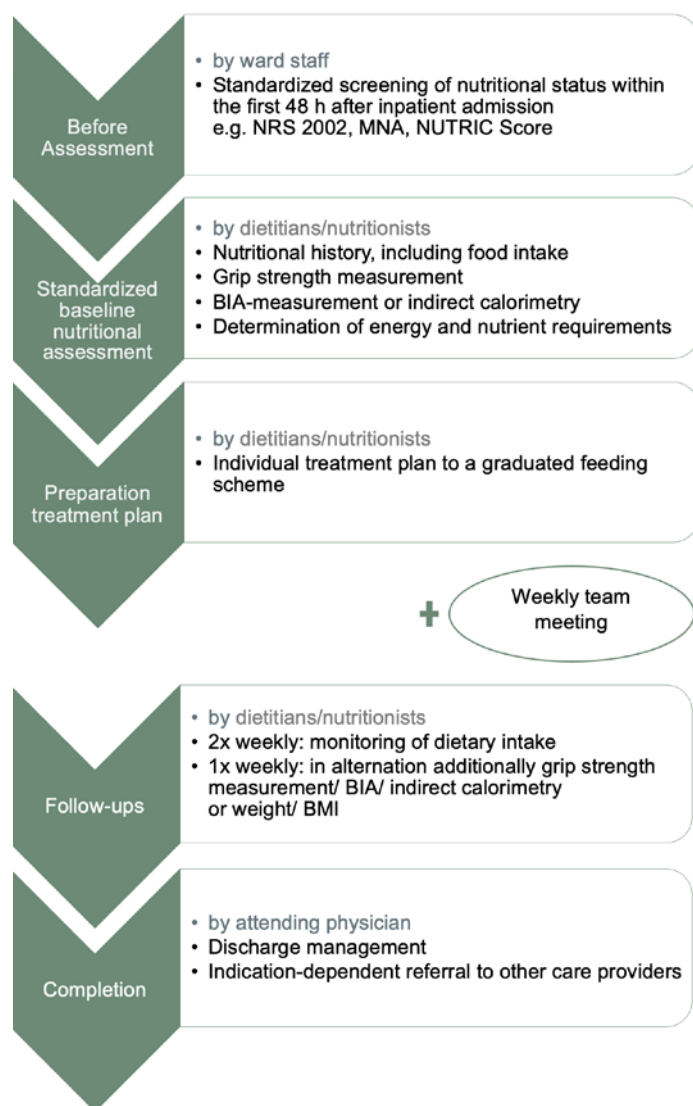 Before
Assessment
• by ward staff
• Standardized screening of nutritional status within
the first 48 h after inpatient admission
e.g. NRS 2002, MNA, NUTRIC Score
Standardized
baseline
nutritional
assessment
• by dietitians/nutritionists
• Nutritional history, including food intake
• Grip strength measurement
• BIA-measurement or indirect calorimetry
• Determination of energy and nutrient requirements
Preparation
treatment plan
• by dietitians/nutritionists
• Individual treatment plan to a graduated feeding
scheme
+
Weekly team
meeting
Follow-ups
• by dietitians/nutritionists
• 2x weekly: monitoring of dietary intake
• 1x weekly: in alternation additionally grip strength
measurement/ BIA/ indirect calorimetry
or weight/ BMI
Completion
• by attending physician
• Discharge management
• Indication-dependent referral to other care providers